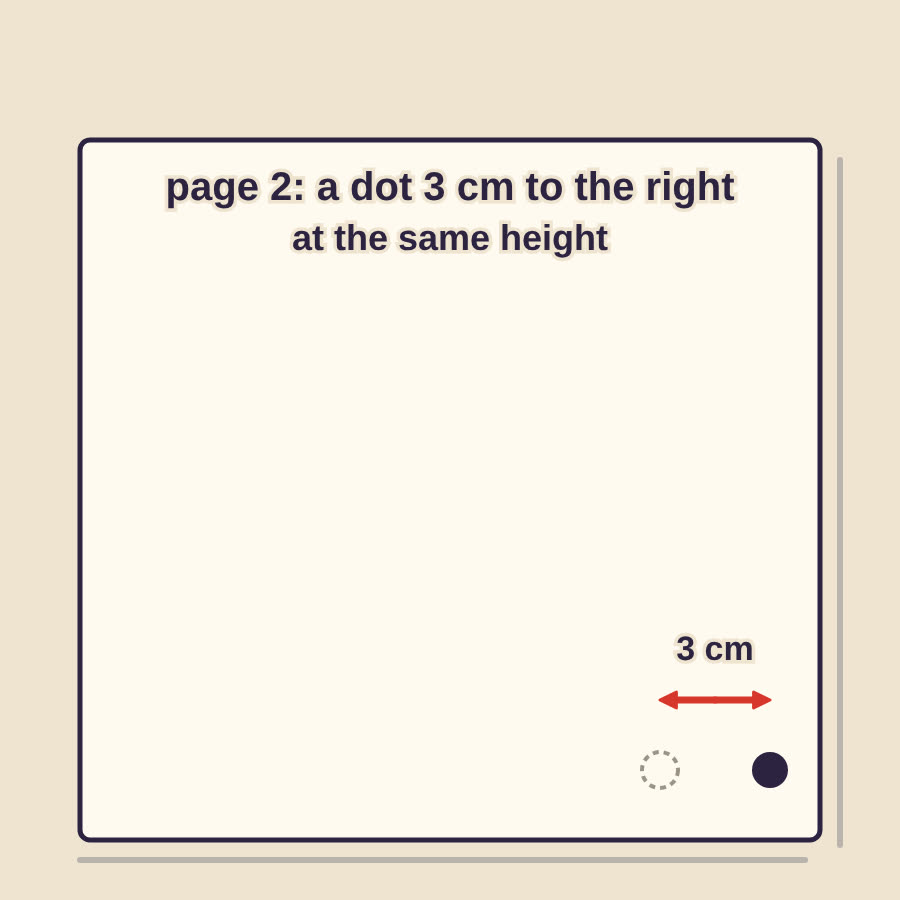 page 2: a dot 3 cm to the right
at the same height
3 cm